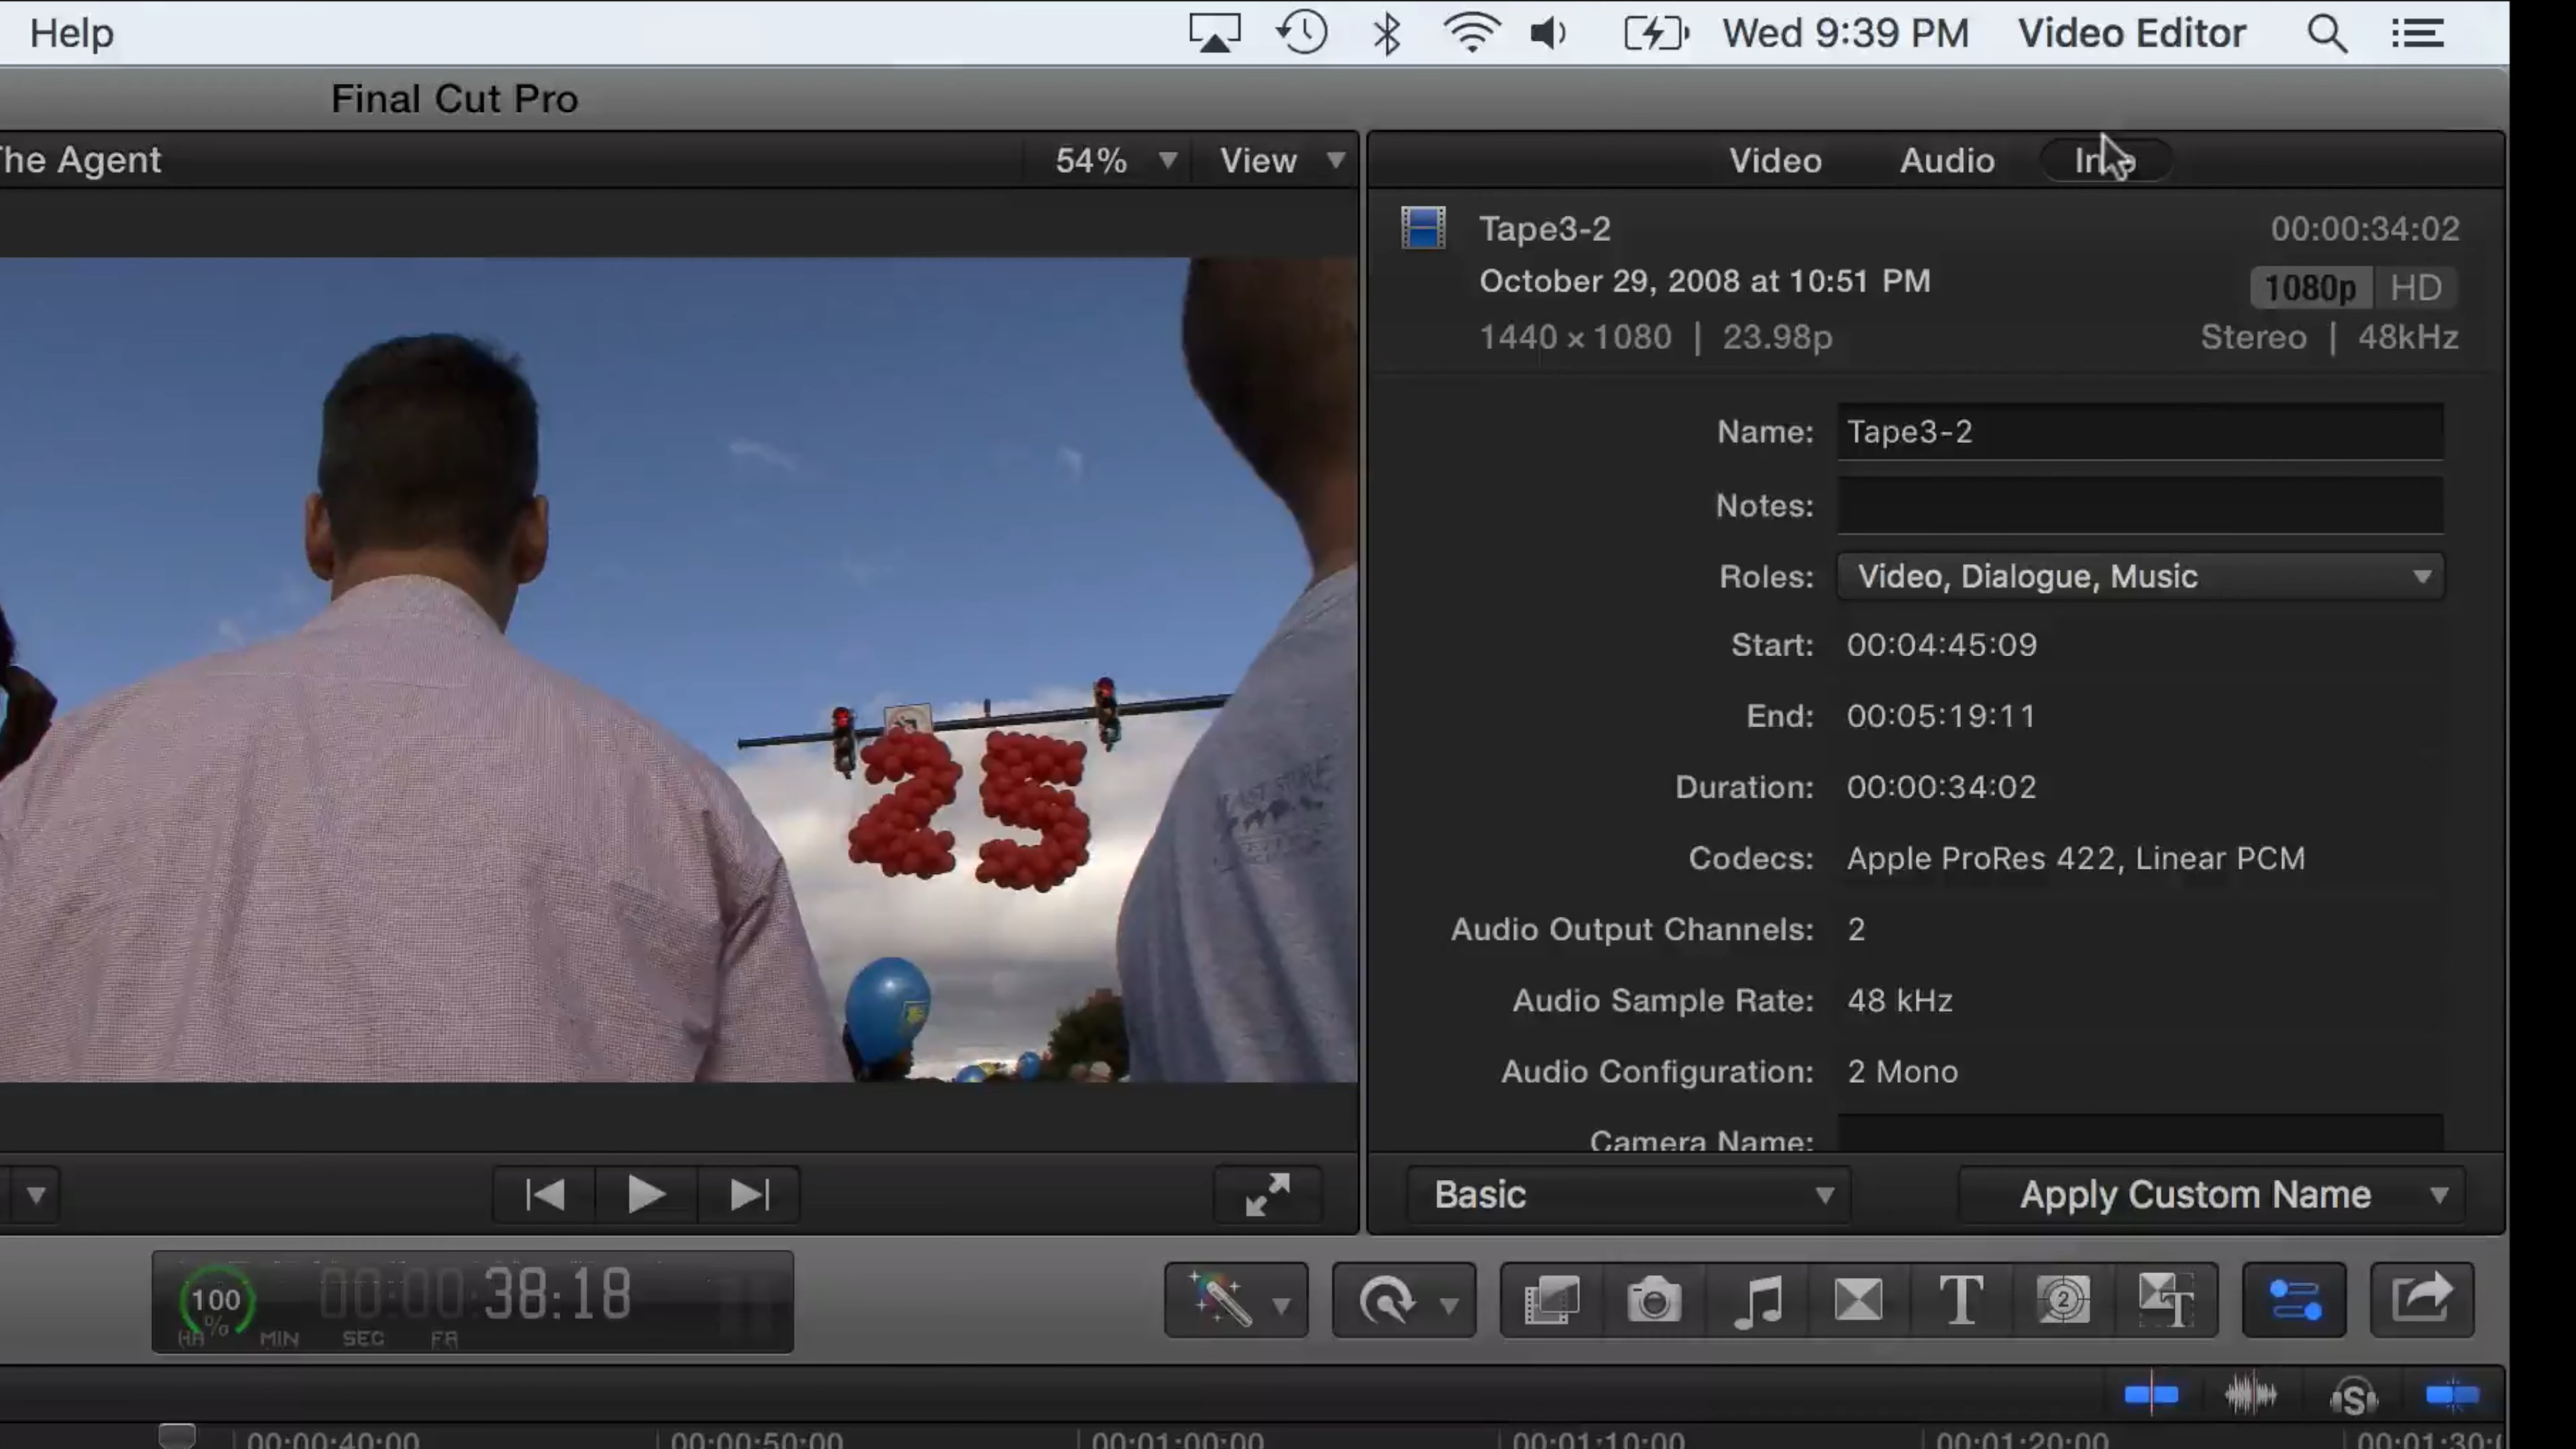 Help
Wed 9:39 PM Video Editor
Final Cut Pro
The Agent
54% View
Video Audio
Tape3-2 00:00:34:02
October 29, 2008 at 10:51 PM 1080p HD
1440 × 1080 | 23.98p Stereo | 48kHz
Name: Tape3-2
Notes:
Roles: Video, Dialogue, Music
Start: 00:04:45:09
End: 00:05:19:11
Duration: 00:00:34:02
Codecs: Apple ProRes 422, Linear PCM
Audio Output Channels: 2
Audio Sample Rate: 48 kHz
Audio Configuration: 2 Mono
Camera Name:
25
Basic Apply Custom Name
100 % 00:00:38:18
HR MIN SEC FR
T 2 T
S
00:00:40:00 00:00:50:00 00:01:00:00 00:01:10:00 00:01:20:00